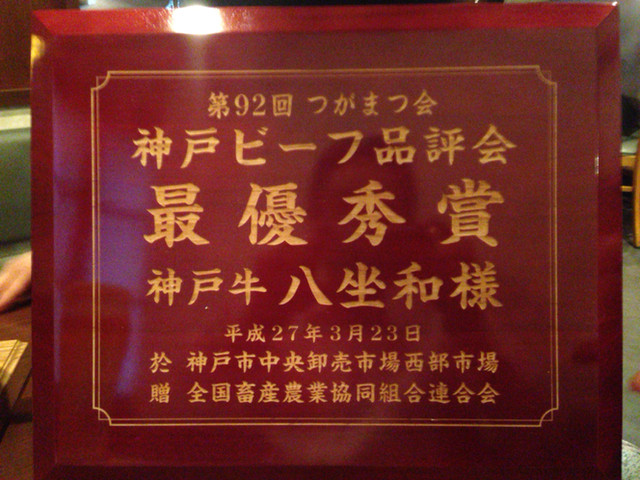 第92回 つがまつ会
神戸ビーフ品評会
最優秀賞
神戸牛 八坐和様
平成27年3月23日
於 神戸市中央卸売市場西部市場
贈 全国畜産農業協同組合連合会